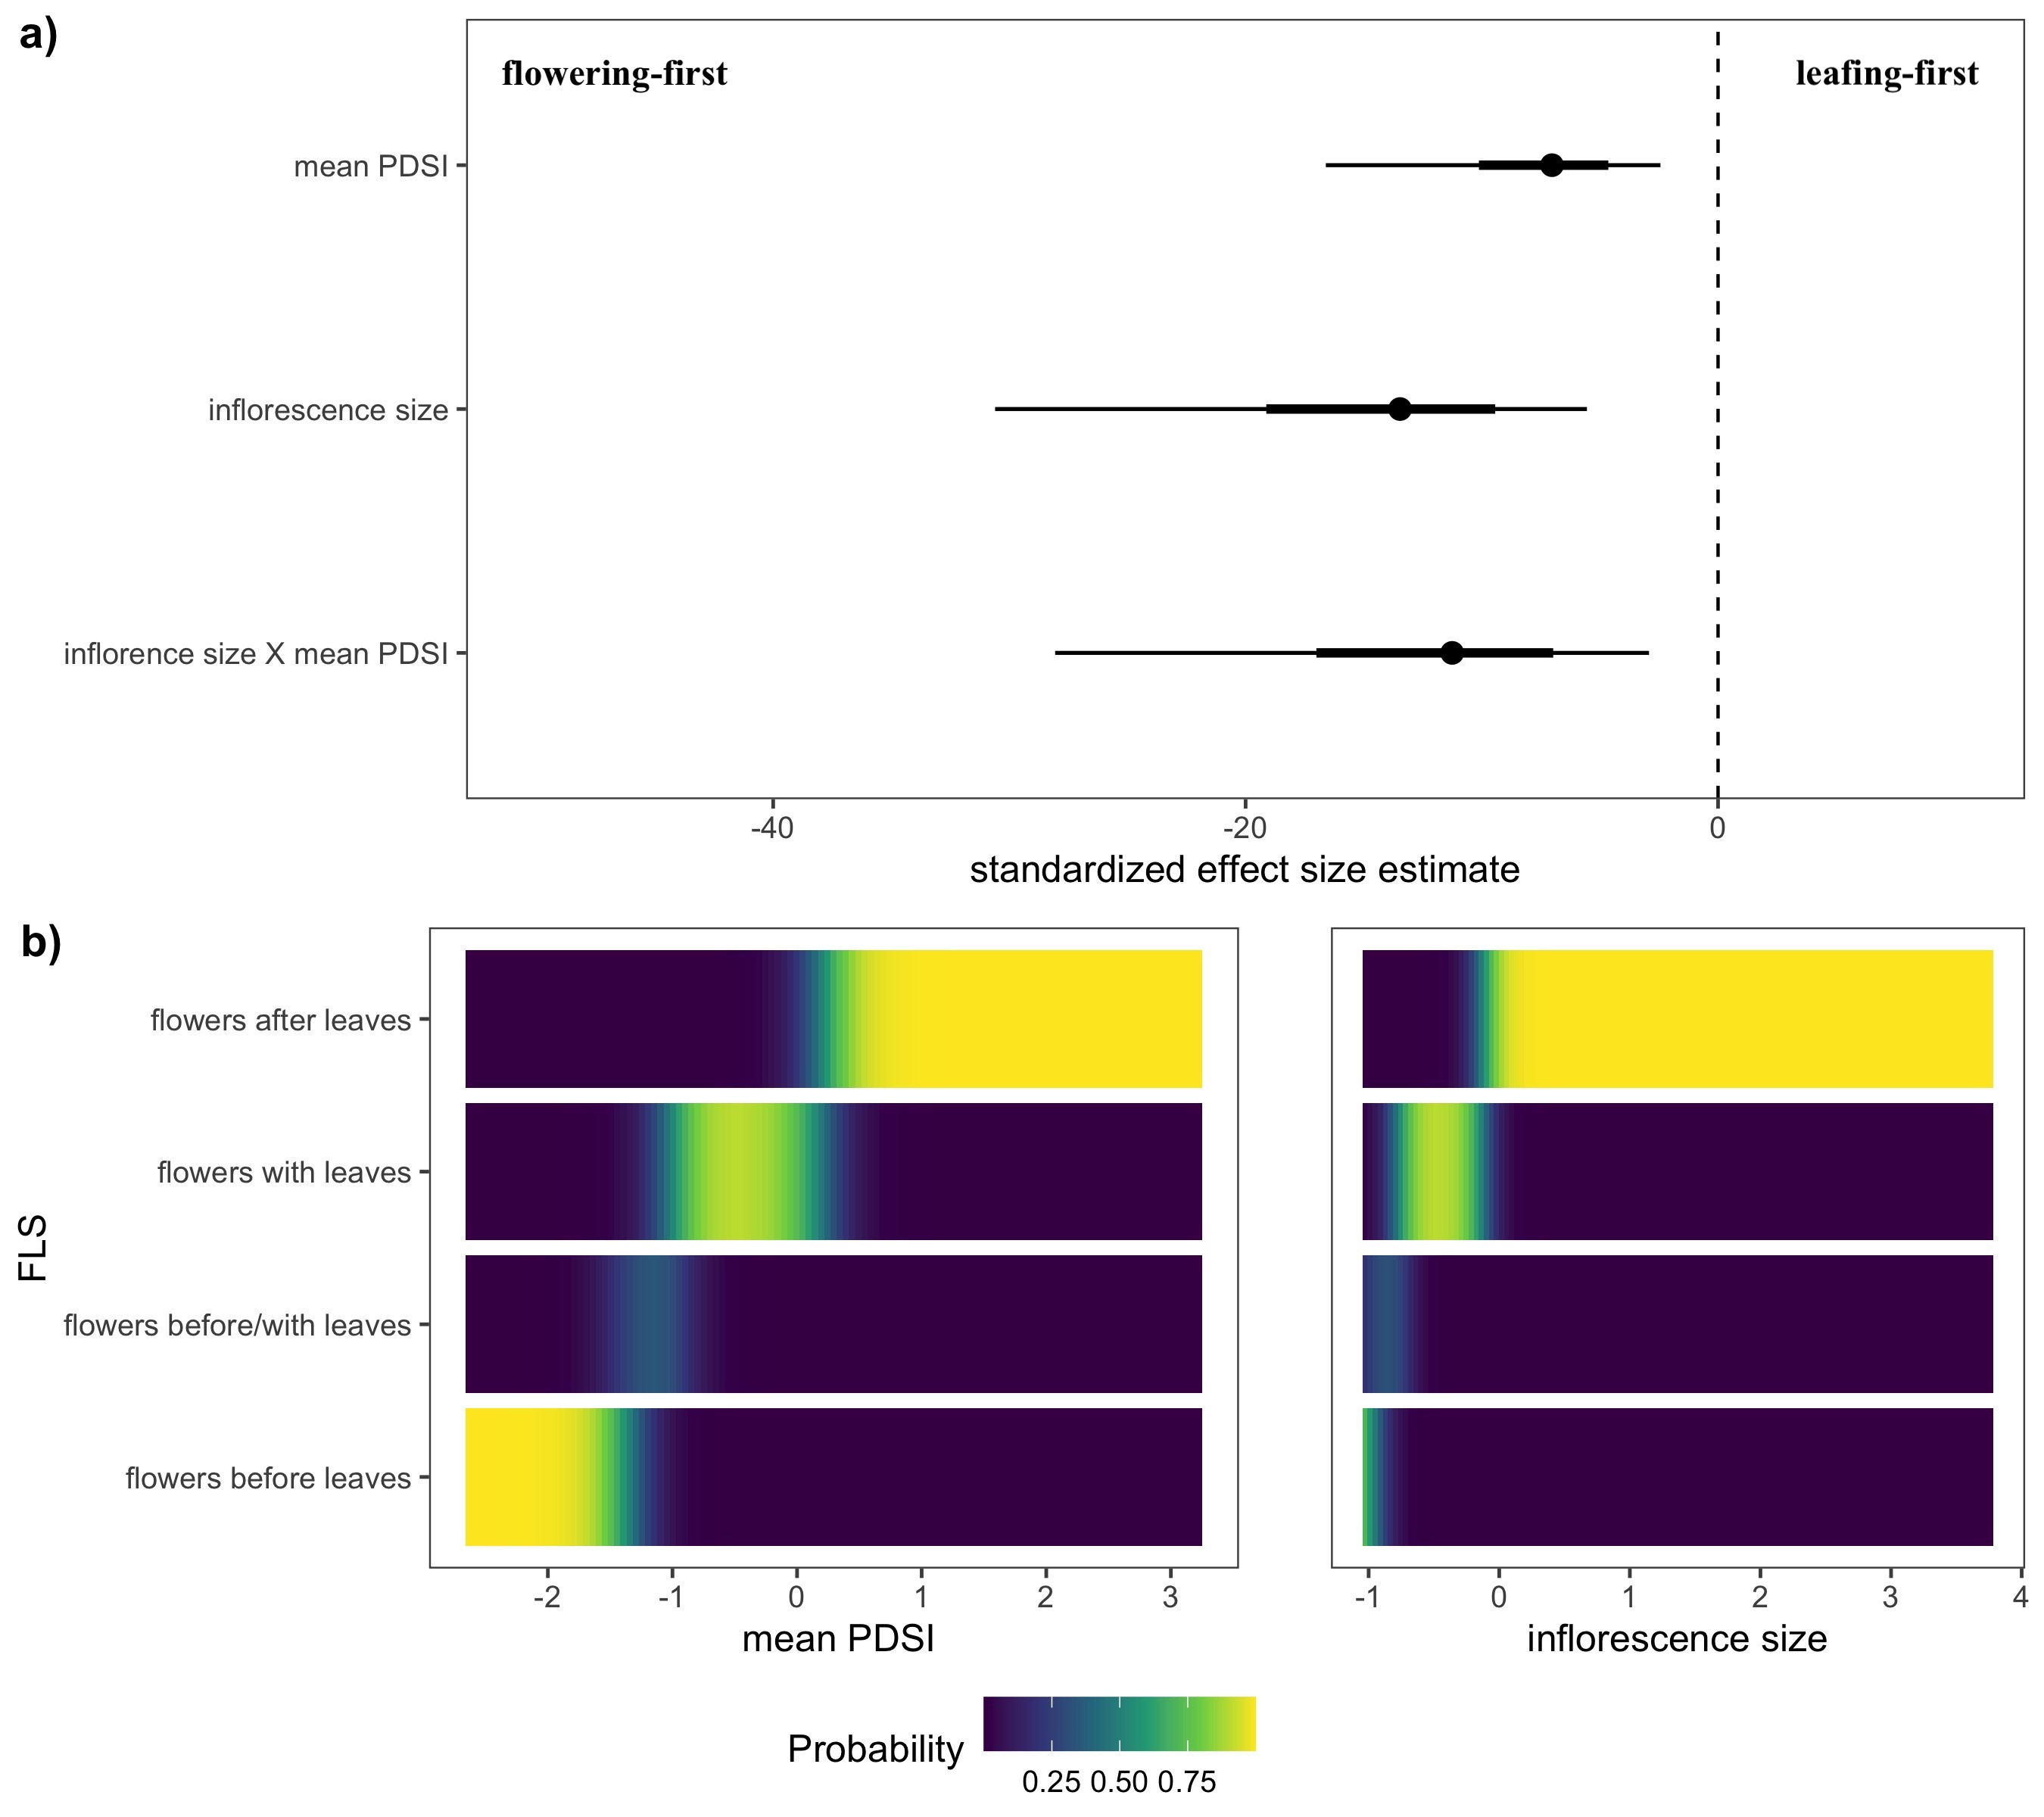 a)
flowering-first
leafing-first
mean PDSI
inflorescence size
inflorence size X mean PDSI
-40 -20 0
standardized effect size estimate
b)
FLS
flowers after leaves
flowers with leaves
flowers before/with leaves
flowers before leaves
-2 -1 0 1 2 3
mean PDSI
-1 0 1 2 3 4
inflorescence size
Probability
0.25 0.50 0.75